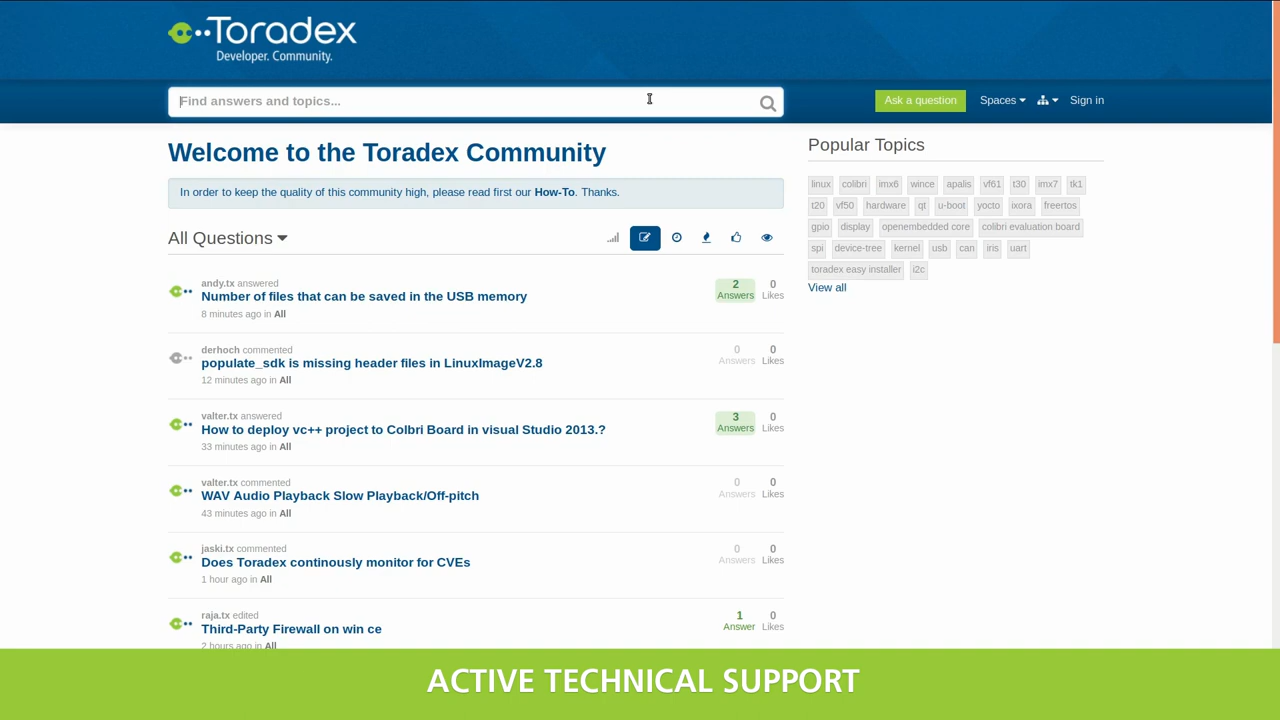 Toradex
Developer. Community.
Find answers and topics...
Ask a question
Spaces
Sign in
Welcome to the Toradex Community
In order to keep the quality of this community high, please read first our How-To. Thanks.
All Questions
andy.tx answered
Number of files that can be saved in the USB memory
8 minutes ago in All
2
Answers
0
Likes
derhoch commented
populate_sdk is missing header files in LinuxImageV2.8
12 minutes ago in All
0
Answers
0
Likes
valter.tx answered
How to deploy vc++ project to Colbri Board in visual Studio 2013.?
33 minutes ago in All
3
Answers
0
Likes
valter.tx commented
WAV Audio Playback Slow Playback/Off-pitch
43 minutes ago in All
0
Answers
0
Likes
jaski.tx commented
Does Toradex continously monitor for CVEs
1 hour ago in All
0
Answers
0
Likes
raja.tx edited
Third-Party Firewall on win ce
2 hours ago in All
1
Answer
0
Likes
Popular Topics
linux colibri imx6 wince apalis vf61 t30 imx7 tk1
t20 vf50 hardware qt u-boot yocto ixora freertos
gpio display openembedded core colibri evaluation board
spi device-tree kernel usb can iris uart
toradex easy installer i2c
View all
ACTIVE TECHNICAL SUPPORT